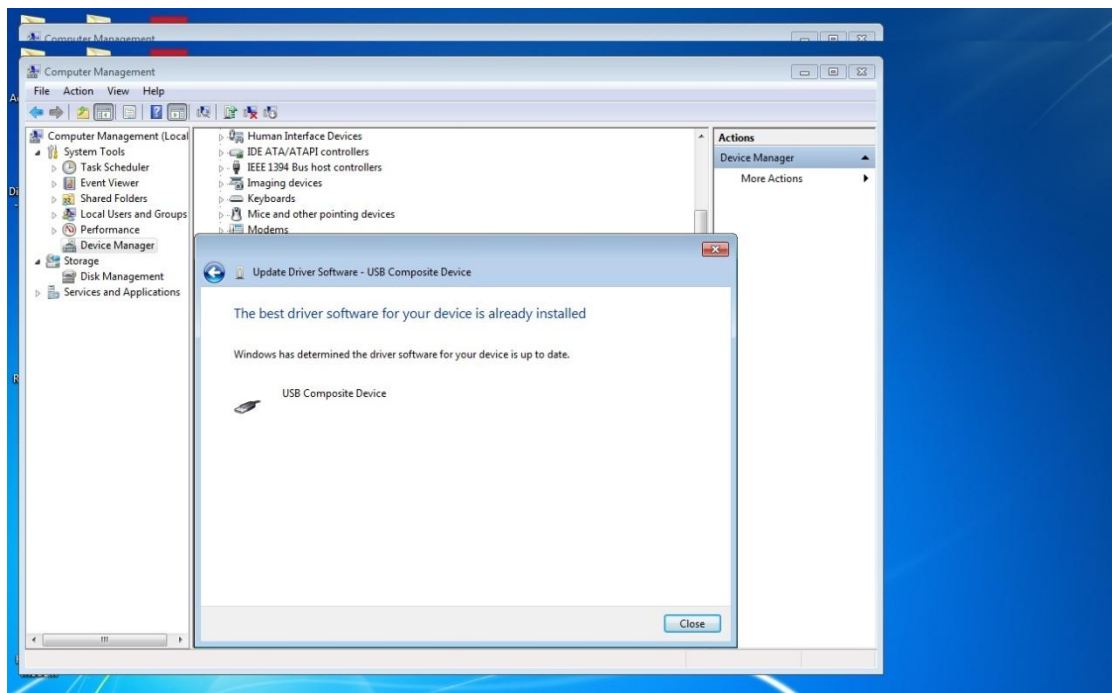 Computer Management
Computer Management
File Action View Help
Computer Management (Local
System Tools
Task Scheduler
Event Viewer
Shared Folders
Local Users and Groups
Performance
Device Manager
Storage
Disk Management
Services and Applications
Human Interface Devices
IDE ATA/ATAPI controllers
IEEE 1394 Bus host controllers
Imaging devices
Keyboards
Mice and other pointing devices
Modems
Actions
Device Manager
More Actions
Update Driver Software - USB Composite Device
The best driver software for your device is already installed
Windows has determined the driver software for your device is up to date.
USB Composite Device
Close